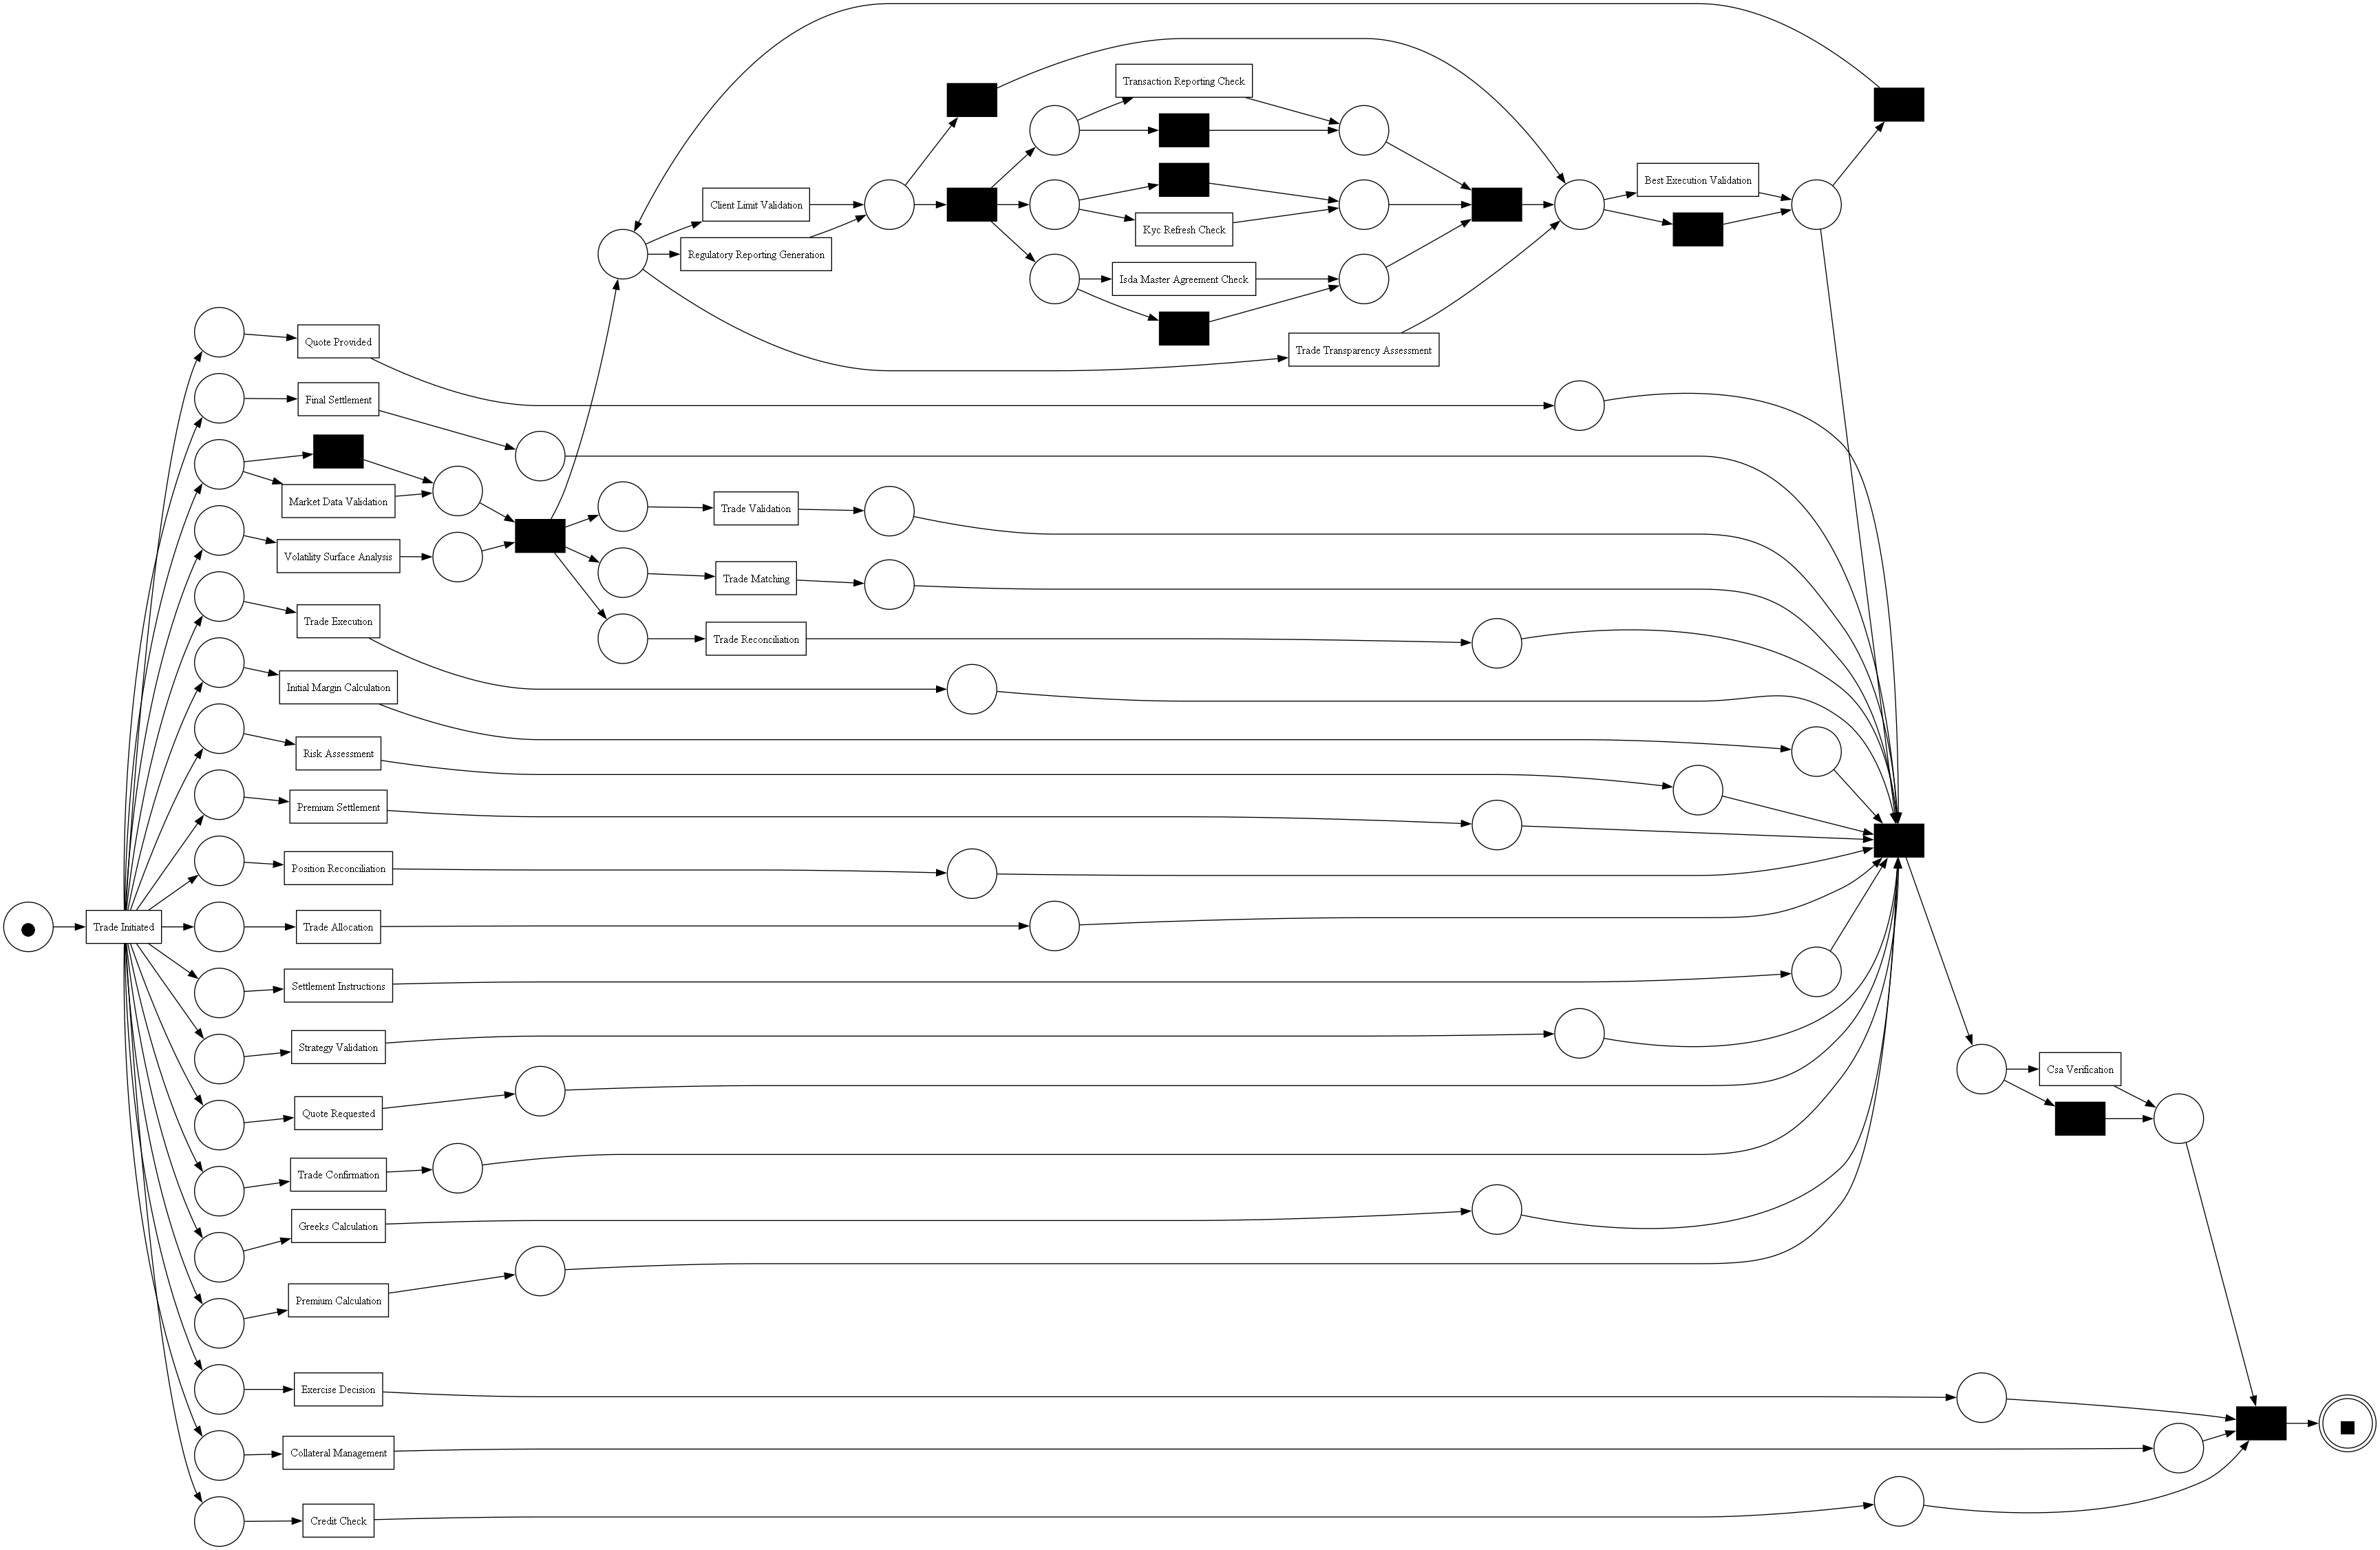 Transaction Reporting Check
Best Execution Validation
Client Limit Validation
Kyc Refresh Check
Regulatory Reporting Generation
Isda Master Agreement Check
Quote Provided
Trade Transparency Assessment
Final Settlement
Market Data Validation
Trade Validation
Volatility Surface Analysis
Trade Matching
Trade Execution
Trade Reconciliation
Initial Margin Calculation
Risk Assessment
Premium Settlement
Position Reconciliation
Trade Initiated
Trade Allocation
Settlement Instructions
Strategy Validation
Csa Verification
Quote Requested
Trade Confirmation
Greeks Calculation
Premium Calculation
Exercise Decision
Collateral Management
Credit Check